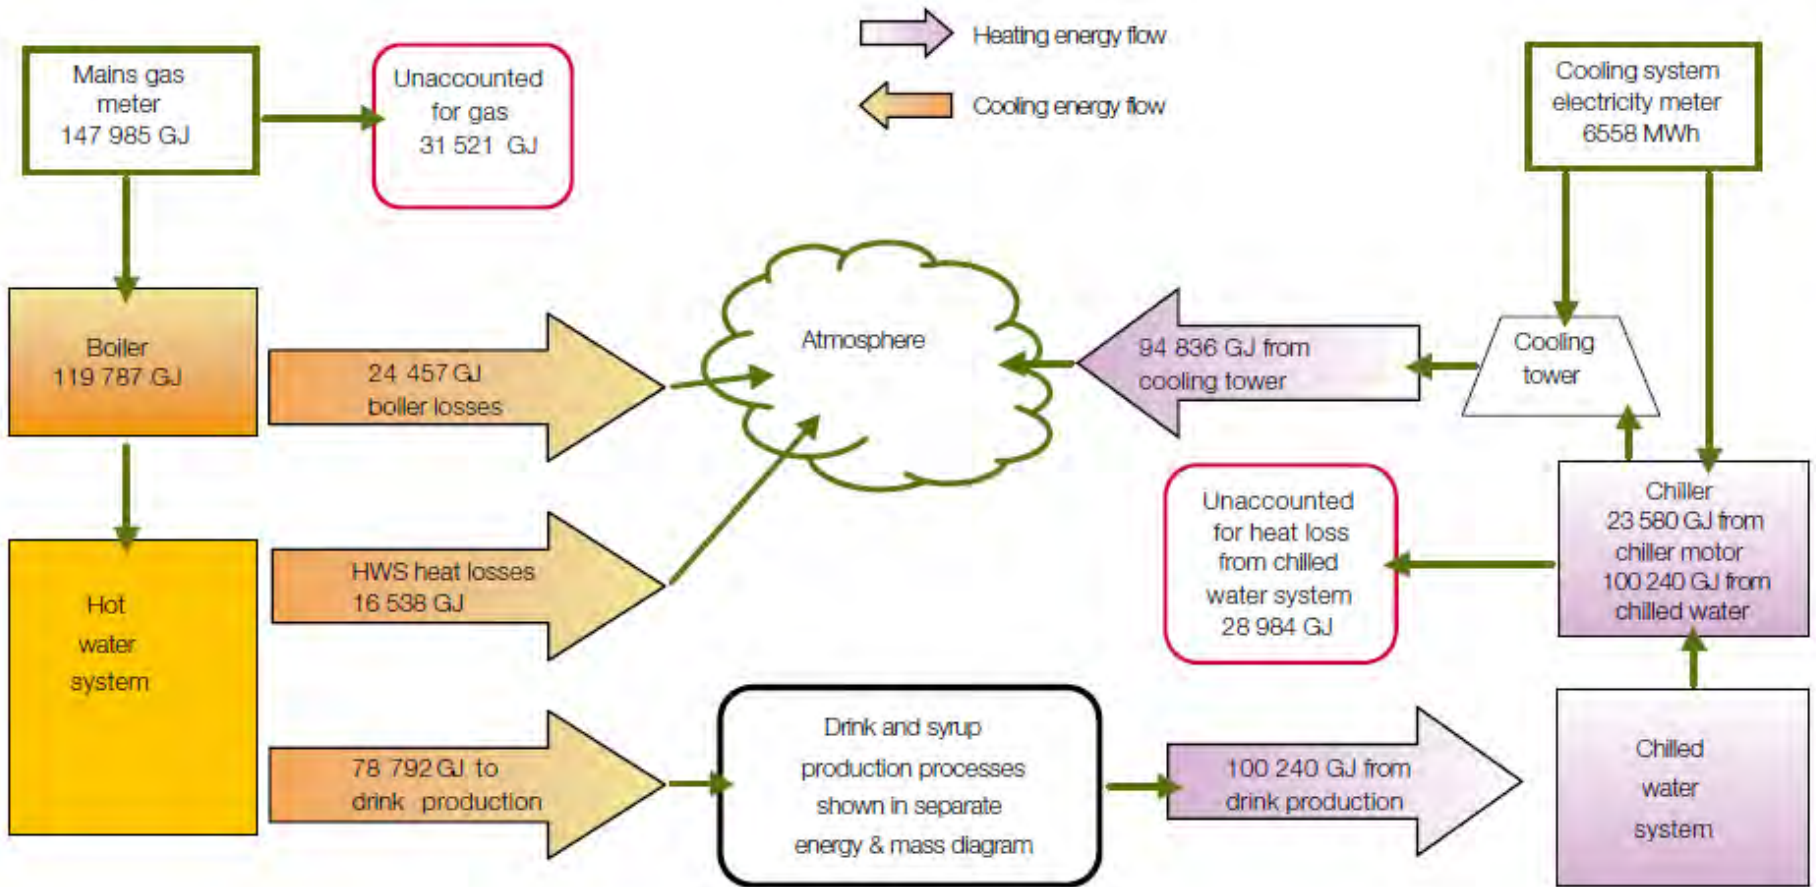 Heating energy flow
Cooling energy flow
Mains gas
meter
147 985 GJ
Unaccounted
for gas
31 521 GJ
Cooling system
electricity meter
6558 MWh
Boiler
119 787 GJ
24 457 GJ
boiler losses
Atmosphere
94 836 GJ from
cooling tower
Cooling
tower
Hot
water
system
HWS heat losses
16 538 GJ
Unaccounted
for heat loss
from chilled
water system
28 984 GJ
Chiller
23 580 GJ from
chiller motor
100 240 GJ from
chilled water
78 792 GJ to
drink production
Drink and syrup
production processes
shown in separate
energy & mass diagram
100 240 GJ from
drink production
Chilled
water
system